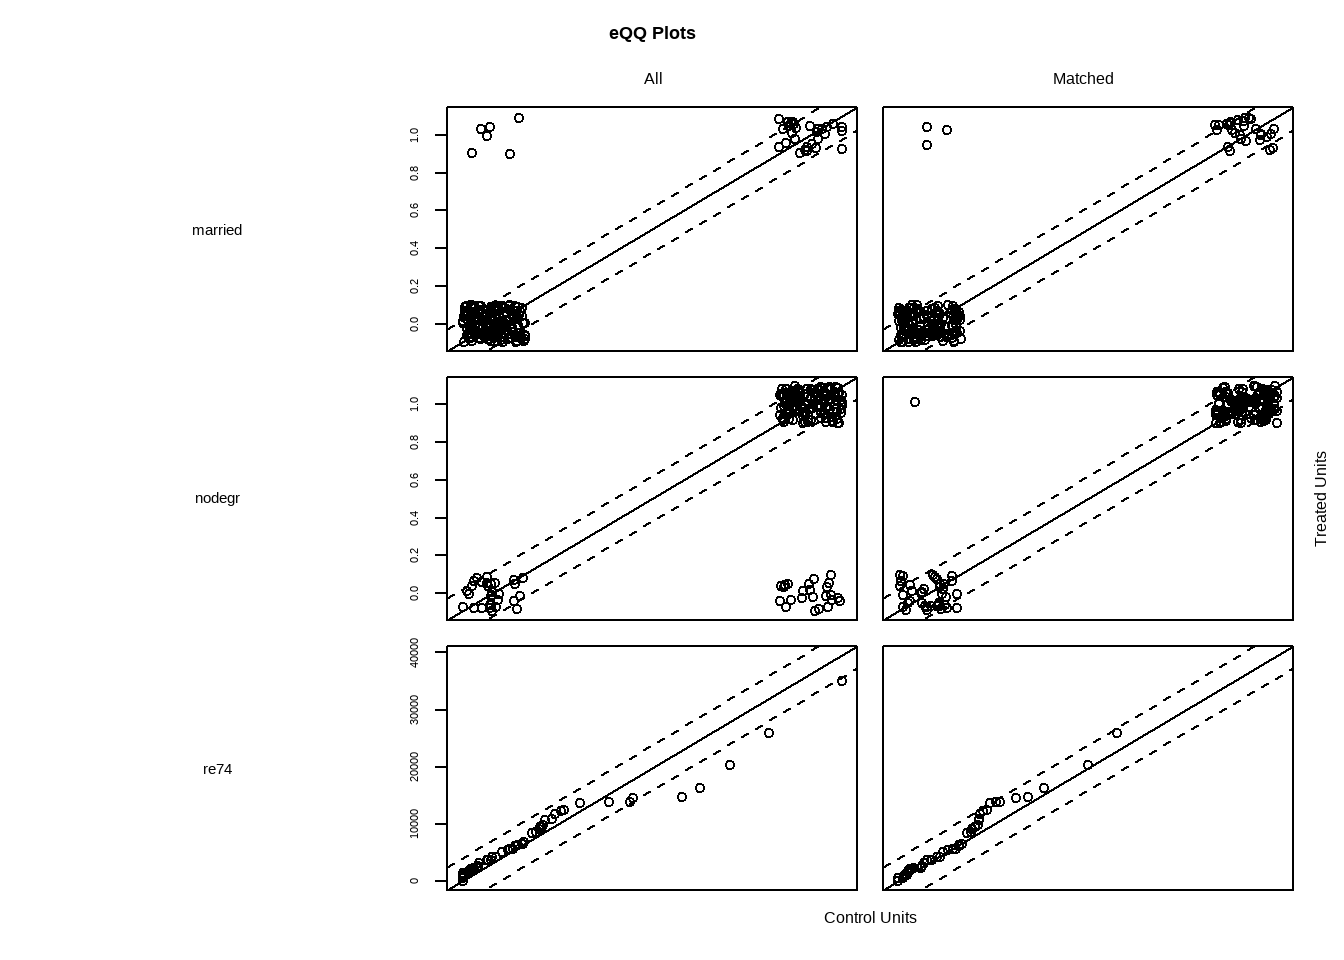 eQQ Plots
All
Matched
married
0.0
0.2
0.4
0.6
0.8
1.0
nodegr
0.0
0.2
0.4
0.6
0.8
1.0
Treated Units
re74
0
10000
20000
30000
40000
Control Units